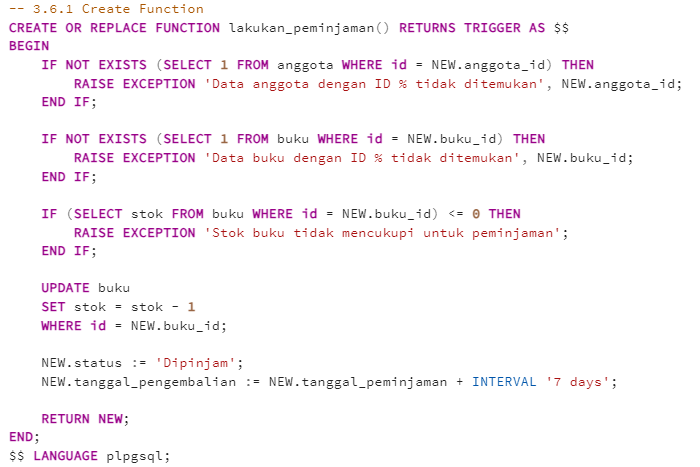 -- 3.6.1 Create Function
CREATE OR REPLACE FUNCTION lakukan_peminjaman() RETURNS TRIGGER AS $$
BEGIN
    IF NOT EXISTS (SELECT 1 FROM anggota WHERE id = NEW.anggota_id) THEN
        RAISE EXCEPTION 'Data anggota dengan ID % tidak ditemukan', NEW.anggota_id;
    END IF;

    IF NOT EXISTS (SELECT 1 FROM buku WHERE id = NEW.buku_id) THEN
        RAISE EXCEPTION 'Data buku dengan ID % tidak ditemukan', NEW.buku_id;
    END IF;

    IF (SELECT stok FROM buku WHERE id = NEW.buku_id) <= 0 THEN
        RAISE EXCEPTION 'Stok buku tidak mencukupi untuk peminjaman';
    END IF;

    UPDATE buku
    SET stok = stok - 1
    WHERE id = NEW.buku_id;

    NEW.status := 'Dipinjam';
    NEW.tanggal_pengembalian := NEW.tanggal_peminjaman + INTERVAL '7 days';

    RETURN NEW;
END;
$$ LANGUAGE plpgsql;